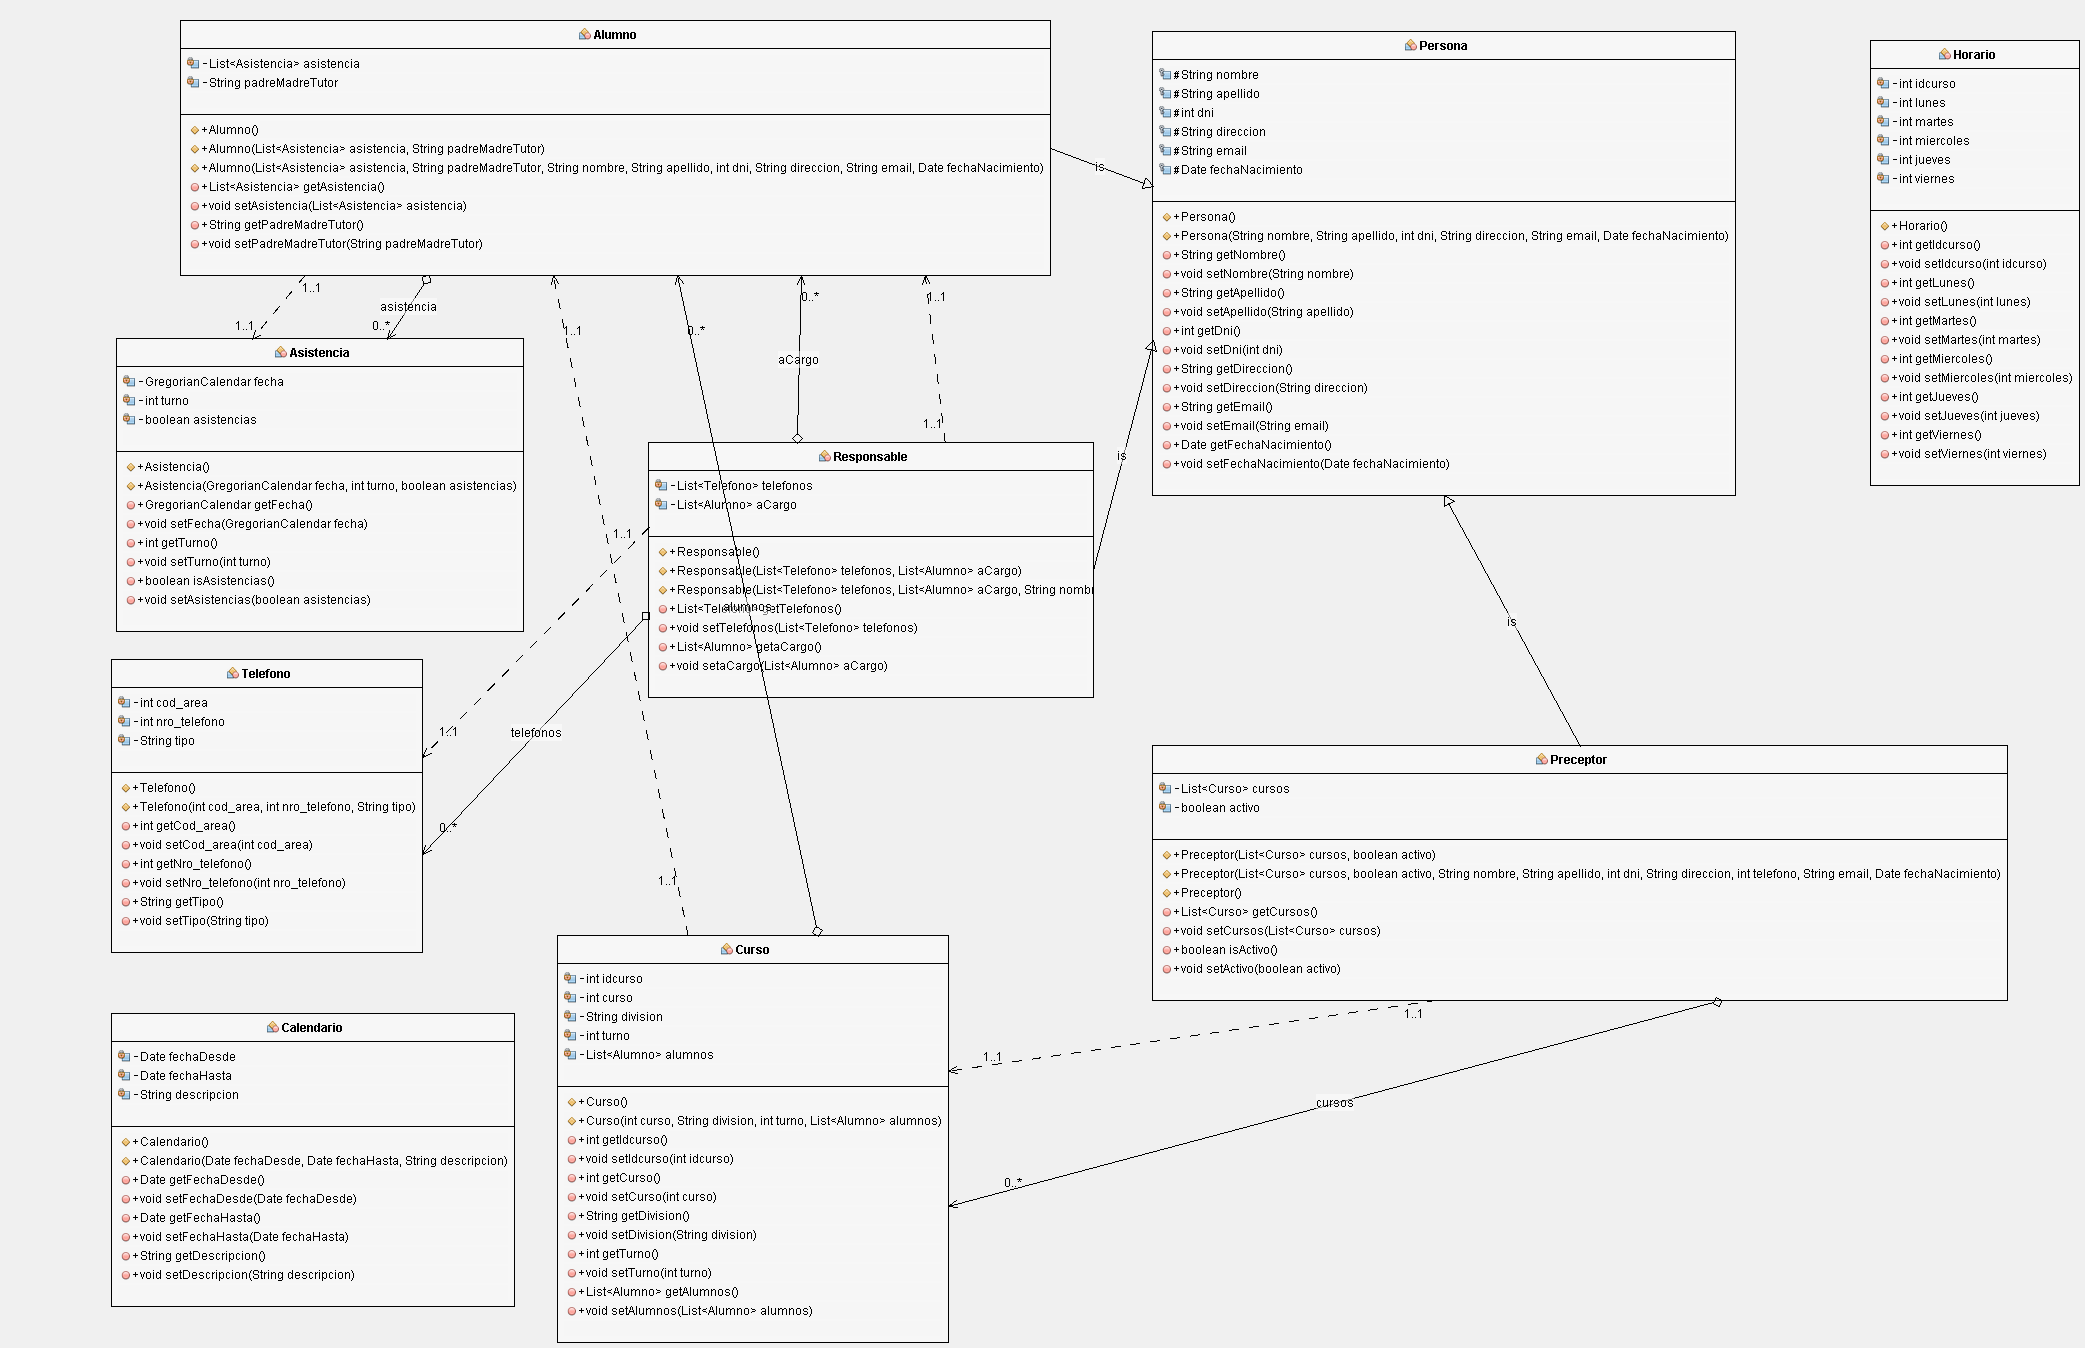 Alumno
-List<Asistencia> asistencia
-String padreMadreTutor
+Alumno()
+Alumno(List<Asistencia> asistencia, String padreMadreTutor)
+Alumno(List<Asistencia> asistencia, String padreMadreTutor, String nombre, String apellido, int dni, String direccion, String email, Date fechaNacimiento)
+List<Asistencia> getAsistencia()
+void setAsistencia(List<Asistencia> asistencia)
+String getPadreMadreTutor()
+void setPadreMadreTutor(String padreMadreTutor)
is
Persona
#String nombre
#String apellido
#int dni
#String direccion
#String email
#Date fechaNacimiento
+Persona()
+Persona(String nombre, String apellido, int dni, String direccion, String email, Date fechaNacimiento)
+String getNombre()
+void setNombre(String nombre)
+String getApellido()
+void setApellido(String apellido)
+int getDni()
+void setDni(int dni)
+String getDireccion()
+void setDireccion(String direccion)
+String getEmail()
+void setEmail(String email)
+Date getFechaNacimiento()
+void setFechaNacimiento(Date fechaNacimiento)
Horario
-int idcurso
-int lunes
-int martes
-int miercoles
-int jueves
-int viernes
+Horario()
+int getIdcurso()
+void setIdcurso(int idcurso)
+int getLunes()
+void setLunes(int lunes)
+int getMartes()
+void setMartes(int martes)
+int getMiercoles()
+void setMiercoles(int miercoles)
+int getJueves()
+void setJueves(int jueves)
+int getViernes()
+void setViernes(int viernes)
1..1
asistencia
1..1
0..*
1..1
0..*
0..*
1..1
aCargo
1..1
is
Asistencia
-GregorianCalendar fecha
-int turno
-boolean asistencias
+Asistencia()
+Asistencia(GregorianCalendar fecha, int turno, boolean asistencias)
+GregorianCalendar getFecha()
+void setFecha(GregorianCalendar fecha)
+int getTurno()
+void setTurno(int turno)
+boolean isAsistencias()
+void setAsistencias(boolean asistencias)
Responsable
-List<Telefono> telefonos
-List<Alumno> aCargo
+Responsable()
+Responsable(List<Telefono> telefonos, List<Alumno> aCargo)
+Responsable(List<Telefono> telefonos, List<Alumno> aCargo, String nombr
+List<Telefono> getTelefonos()
+void setTelefonos(List<Telefono> telefonos)
+List<Alumno> getaCargo()
+void setaCargo(List<Alumno> aCargo)
alumnos
1..1
1..1
telefonos
0..*
1..1
is
Telefono
-int cod_area
-int nro_telefono
-String tipo
+Telefono()
+Telefono(int cod_area, int nro_telefono, String tipo)
+int getCod_area()
+void setCod_area(int cod_area)
+int getNro_telefono()
+void setNro_telefono(int nro_telefono)
+String getTipo()
+void setTipo(String tipo)
Preceptor
-List<Curso> cursos
-boolean activo
+Preceptor(List<Curso> cursos, boolean activo)
+Preceptor(List<Curso> cursos, boolean activo, String nombre, String apellido, int dni, String direccion, int telefono, String email, Date fechaNacimiento)
+Preceptor()
+List<Curso> getCursos()
+void setCursos(List<Curso> cursos)
+boolean isActivo()
+void setActivo(boolean activo)
1..1
1..1
cursos
0..*
Curso
-int idcurso
-int curso
-String division
-int turno
-List<Alumno> alumnos
+Curso()
+Curso(int curso, String division, int turno, List<Alumno> alumnos)
+int getIdcurso()
+void setIdcurso(int idcurso)
+int getCurso()
+void setCurso(int curso)
+String getDivision()
+void setDivision(String division)
+int getTurno()
+void setTurno(int turno)
+List<Alumno> getAlumnos()
+void setAlumnos(List<Alumno> alumnos)
Calendario
-Date fechaDesde
-Date fechaHasta
-String descripcion
+Calendario()
+Calendario(Date fechaDesde, Date fechaHasta, String descripcion)
+Date getFechaDesde()
+void setFechaDesde(Date fechaDesde)
+Date getFechaHasta()
+void setFechaHasta(Date fechaHasta)
+String getDescripcion()
+void setDescripcion(String descripcion)